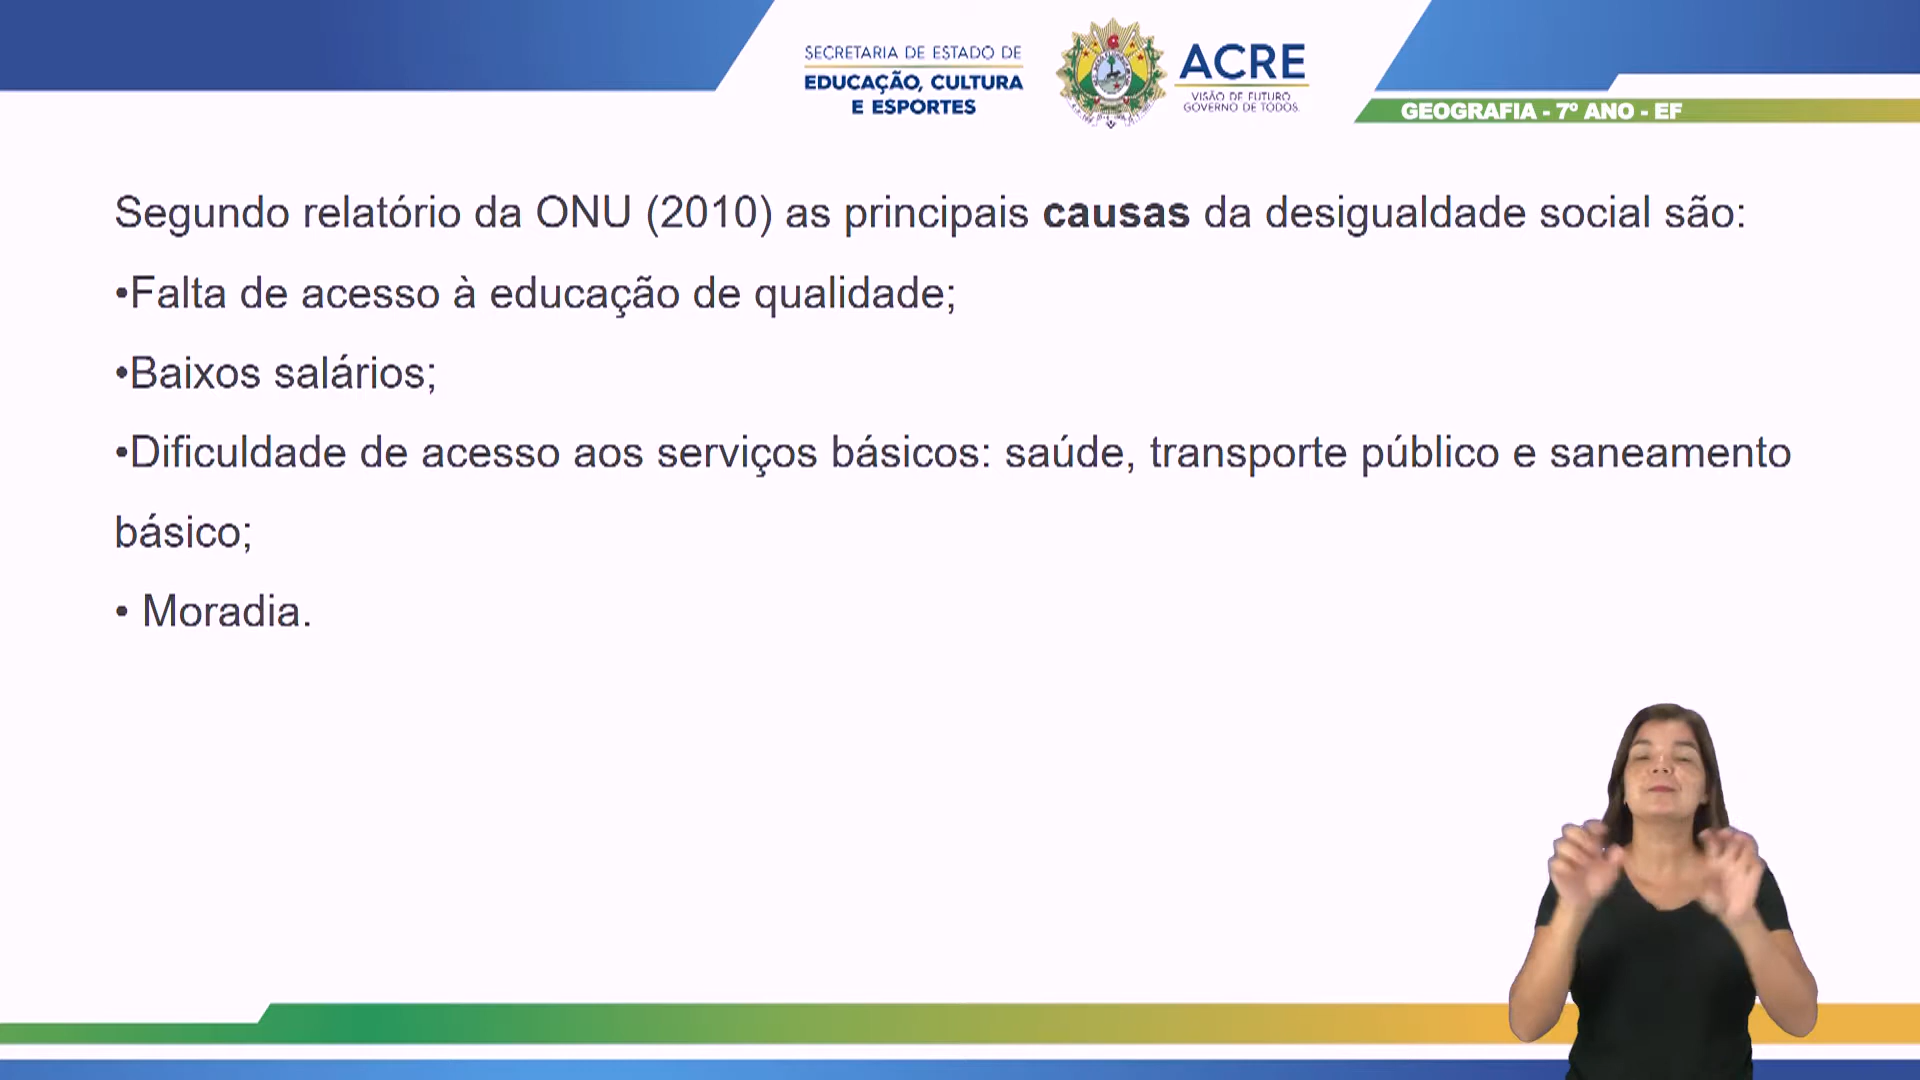 SECRETARIA DE ESTADO DE
EDUCAÇÃO, CULTURA
E ESPORTES
ACRE
VISÃO DE FUTURO
GOVERNO DE TODOS.
GEOGRAFIA - 7º ANO - EF
Segundo relatório da ONU (2010) as principais causas da desigualdade social são:
•Falta de acesso à educação de qualidade;
•Baixos salários;
•Dificuldade de acesso aos serviços básicos: saúde, transporte público e saneamento
básico;
• Moradia.